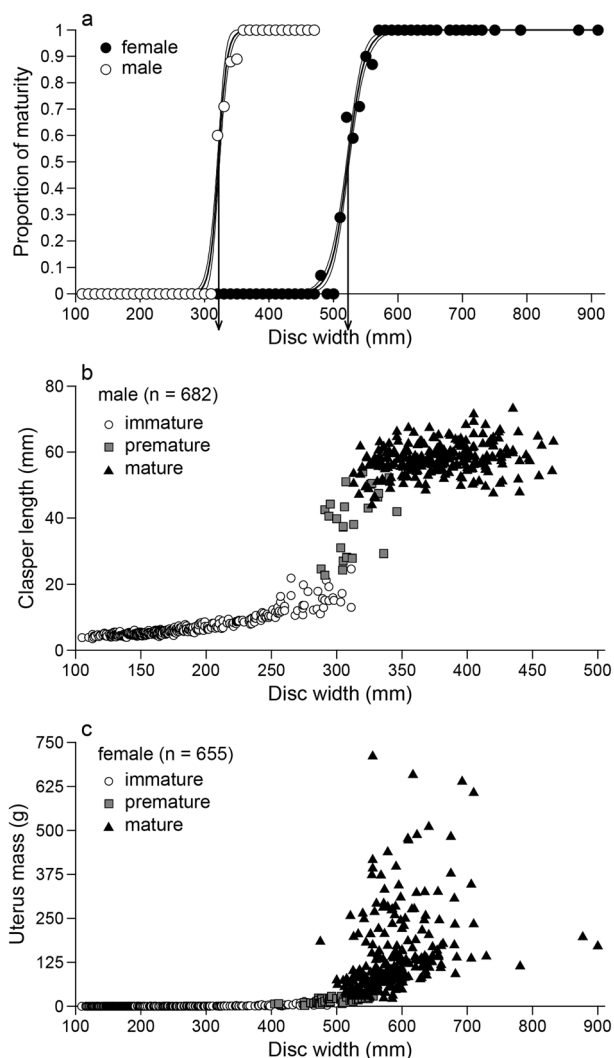 a
female
male
Proportion of maturity
1
0.9
0.8
0.7
0.6
0.5
0.4
0.3
0.2
0.1
0
100 200 300 400 500 600 700 800 900
Disc width (mm)
b
male (n = 682)
immature
premature
mature
Clasper length (mm)
80
60
40
20
0
100 150 200 250 300 350 400 450 500
Disc width (mm)
c
female (n = 655)
immature
premature
mature
Uterus mass (g)
750
625
500
375
250
125
0
100 200 300 400 500 600 700 800 900
Disc width (mm)